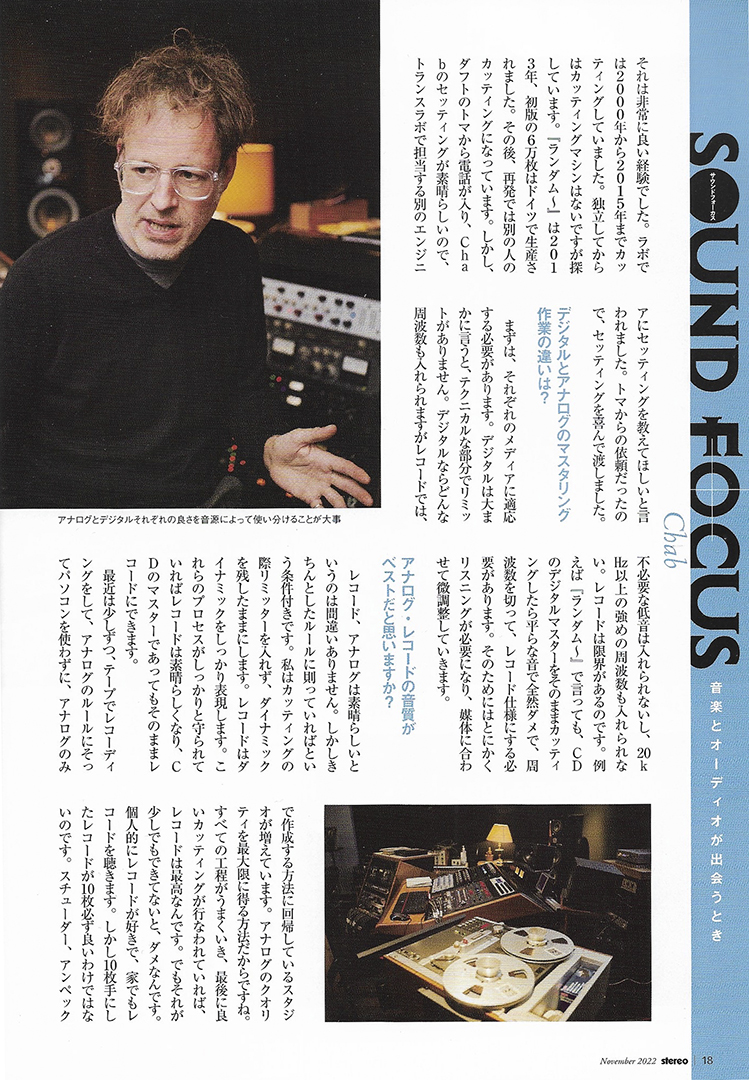 SOUND FOCUS
サウンドフォーカス
Chab
音楽とオーディオが出会うとき
それは非常に良い経験でした。ラボで
は2000年から2015年までカッ
ティングしていました。独立してから
はカッティングマシンはないですが探
しています。『ランダム〜』は201
3年、初版の6万枚はドイツで生産さ
れました。その後、再発では別の人の
カッティングになっています。しかし、
ダフトのトマから電話が入り、Cha
bのセッティングが素晴らしいので、
トランスラボで担当する別のエンジニ
アにセッティングを教えてほしいと言
われました。トマからの依頼だったの
で、セッティングを喜んで渡しました。
デジタルとアナログのマスタリング
作業の違いは?
まずは、それぞれのメディアに適応
する必要があります。デジタルは大ま
かに言うと、テクニカルな部分でリミッ
トがありません。デジタルならどんな
周波数も入れられますがレコードでは、
不必要な低音は入れられないし、20k
Hz以上の強めの周波数も入れられな
い。レコードは限界があるのです。例
えば『ランダム〜』で言っても、CD
のデジタルマスターをそのままカッティ
ングしたら平らな音で全然ダメで、周
波数を切って、レコード仕様にする必
要があります。そのためにはとにかく
リスニングが必要になり、媒体に合わ
せて微調整していきます。
アナログ・レコードの音質が
ベストだと思いますか?
レコード、アナログは素晴らしいと
いうのは間違いありません。しかしき
ちんとしたルールに則っていればとい
う条件付きです。私はカッティングの
際リミッターを入れず、ダイナミック
を残したままにします。レコードはダ
イナミックをしっかり表現します。こ
れらのプロセスがしっかりと守られて
いればレコードは素晴らしくなり、C
Dのマスターであってもそのままレ
コードにできます。
最近は少しずつ、テープでレコーディ
ングをして、アナログのルールにそっ
てパソコンを使わずに、アナログのみ
で作成する方法に回帰しているスタジ
オが増えています。アナログのクオリ
ティを最大限に得る方法だからですね。
すべての工程がうまくいき、最後に良
いカッティングが行なわれていれば、
レコードは最高なんです。でもそれが
少しでもできてないと、ダメなんです。
個人的にレコードが好きで、家でもレ
コードを聴きます。しかし10枚手にし
たレコードが10枚必ず良いわけではな
いのです。スチューダー、アンペック
アナログとデジタルそれぞれの良さを音源によって使い分けることが大事
November 2022 stereo 18